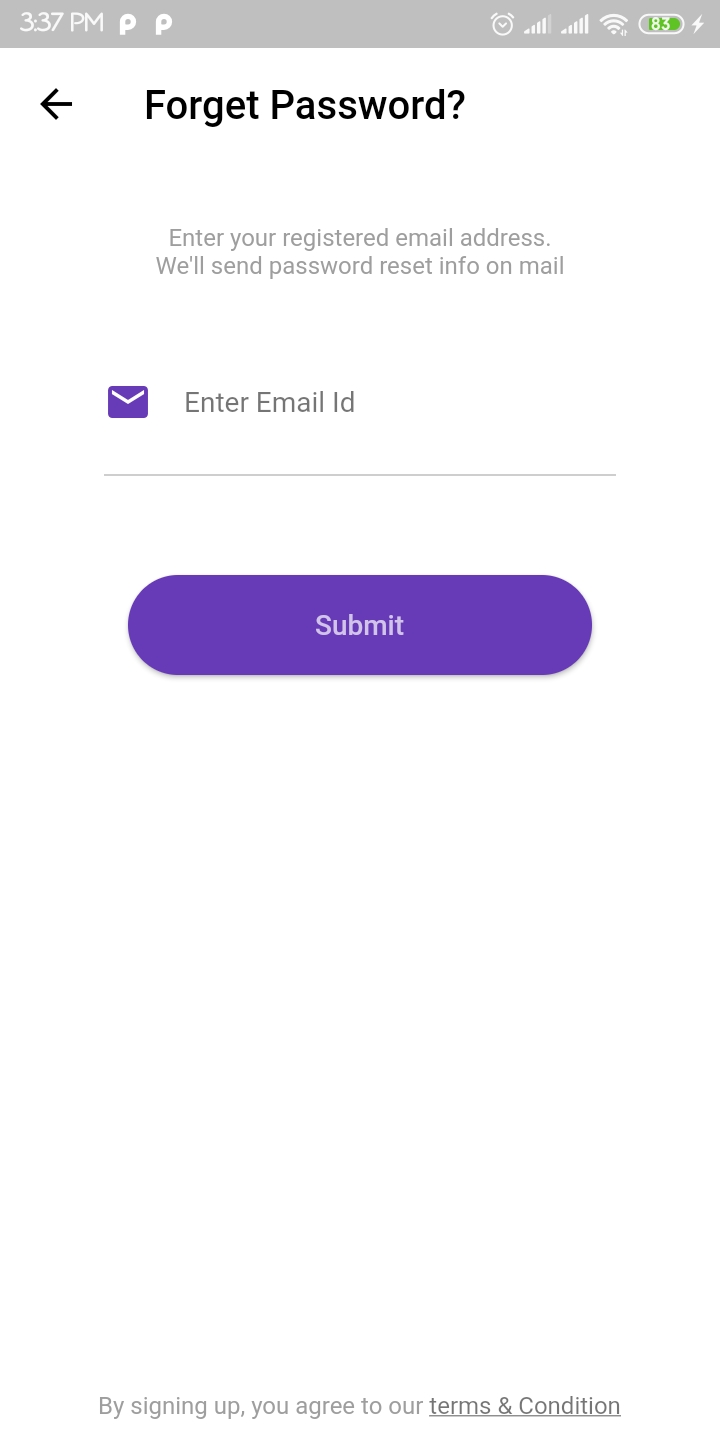 3:37 PM
83
Forget Password?
Enter your registered email address.
We'll send password reset info on mail
Enter Email Id
Submit
By signing up, you agree to our terms & Condition